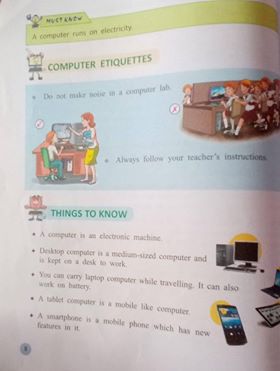 MUST KNOW
A computer runs on electricity.
COMPUTER ETIQUETTES
Do not make noise in a computer lab.
Always follow your teacher's instructions.
THINGS TO KNOW
A computer is an electronic machine.
Desktop computer is a medium-sized computer and
is kept on a desk to work.
You can carry laptop computer while travelling. It can also
work on battery.
A tablet computer is a mobile like computer.
A smartphone is a mobile phone which has new
features in it.
8